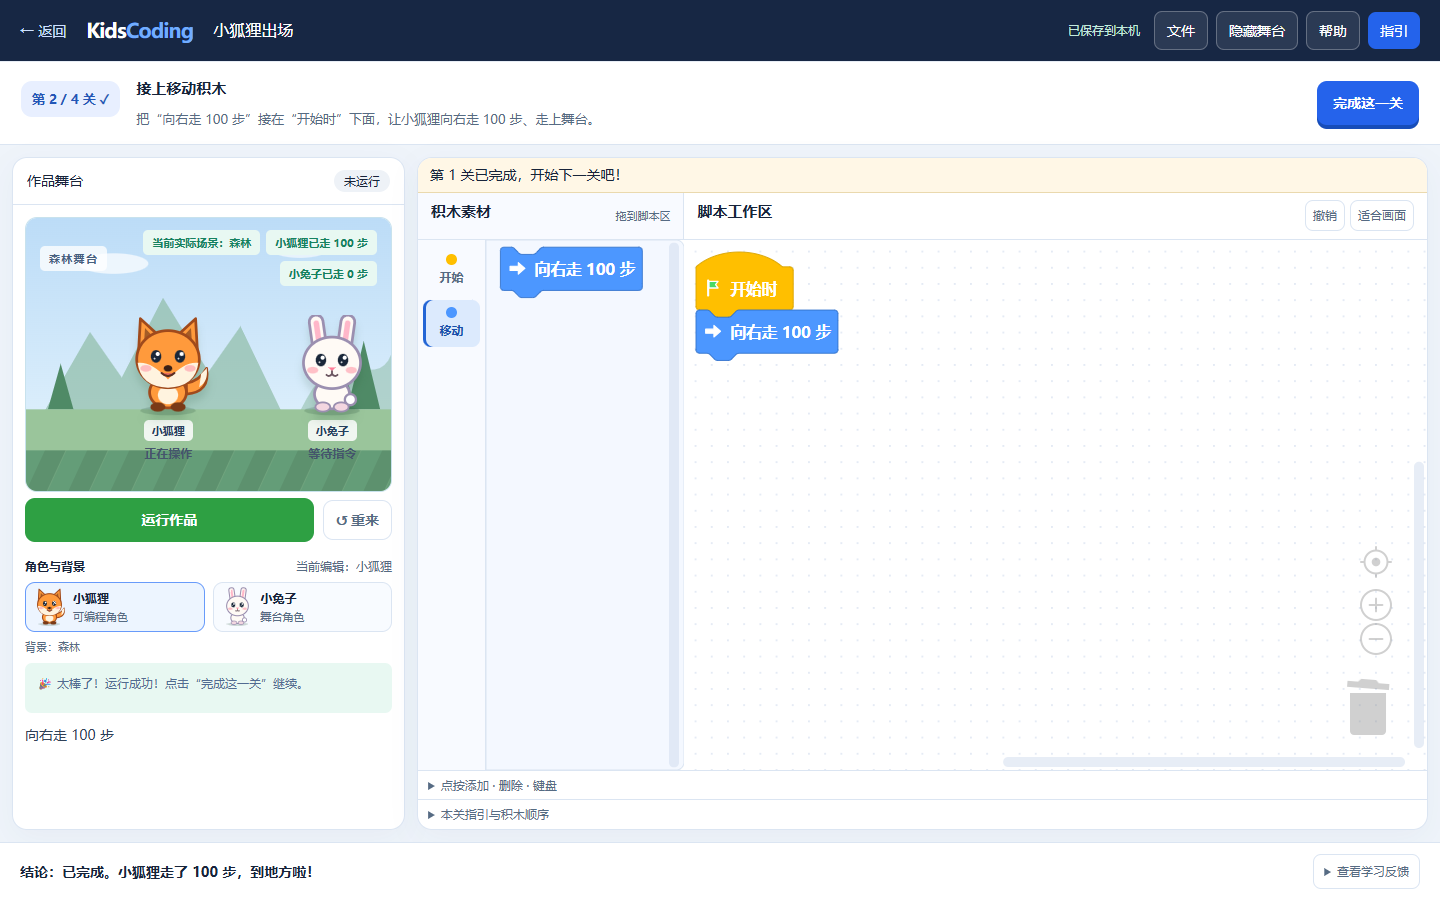 ← 返回
KidsCoding
小狐狸出场
已保存到本机
文件
隐藏舞台
帮助
指引
第 2 / 4 关 ✓
接上移动积木
把“向右走 100 步”接在“开始时”下面，让小狐狸向右走 100 步、走上舞台。
完成这一关
作品舞台
未运行
森林舞台
当前实际场景：森林
小狐狸已走 100 步
小兔子已走 0 步
小狐狸
正在操作
小兔子
等待指令
运行作品
↺ 重来
角色与背景
当前编辑：小狐狸
小狐狸
可编程角色
小兔子
舞台角色
背景：森林
🎉 太棒了！运行成功！点击“完成这一关”继续。
向右走 100 步
第 1 关已完成，开始下一关吧！
积木素材
拖到脚本区
开始
移动
向右走 100 步
脚本工作区
撤销
适合画面
开始时
向右走 100 步
▶ 点按添加 · 删除 · 键盘
▶ 本关指引与积木顺序
结论：已完成。小狐狸走了 100 步，到地方啦！
▶ 查看学习反馈